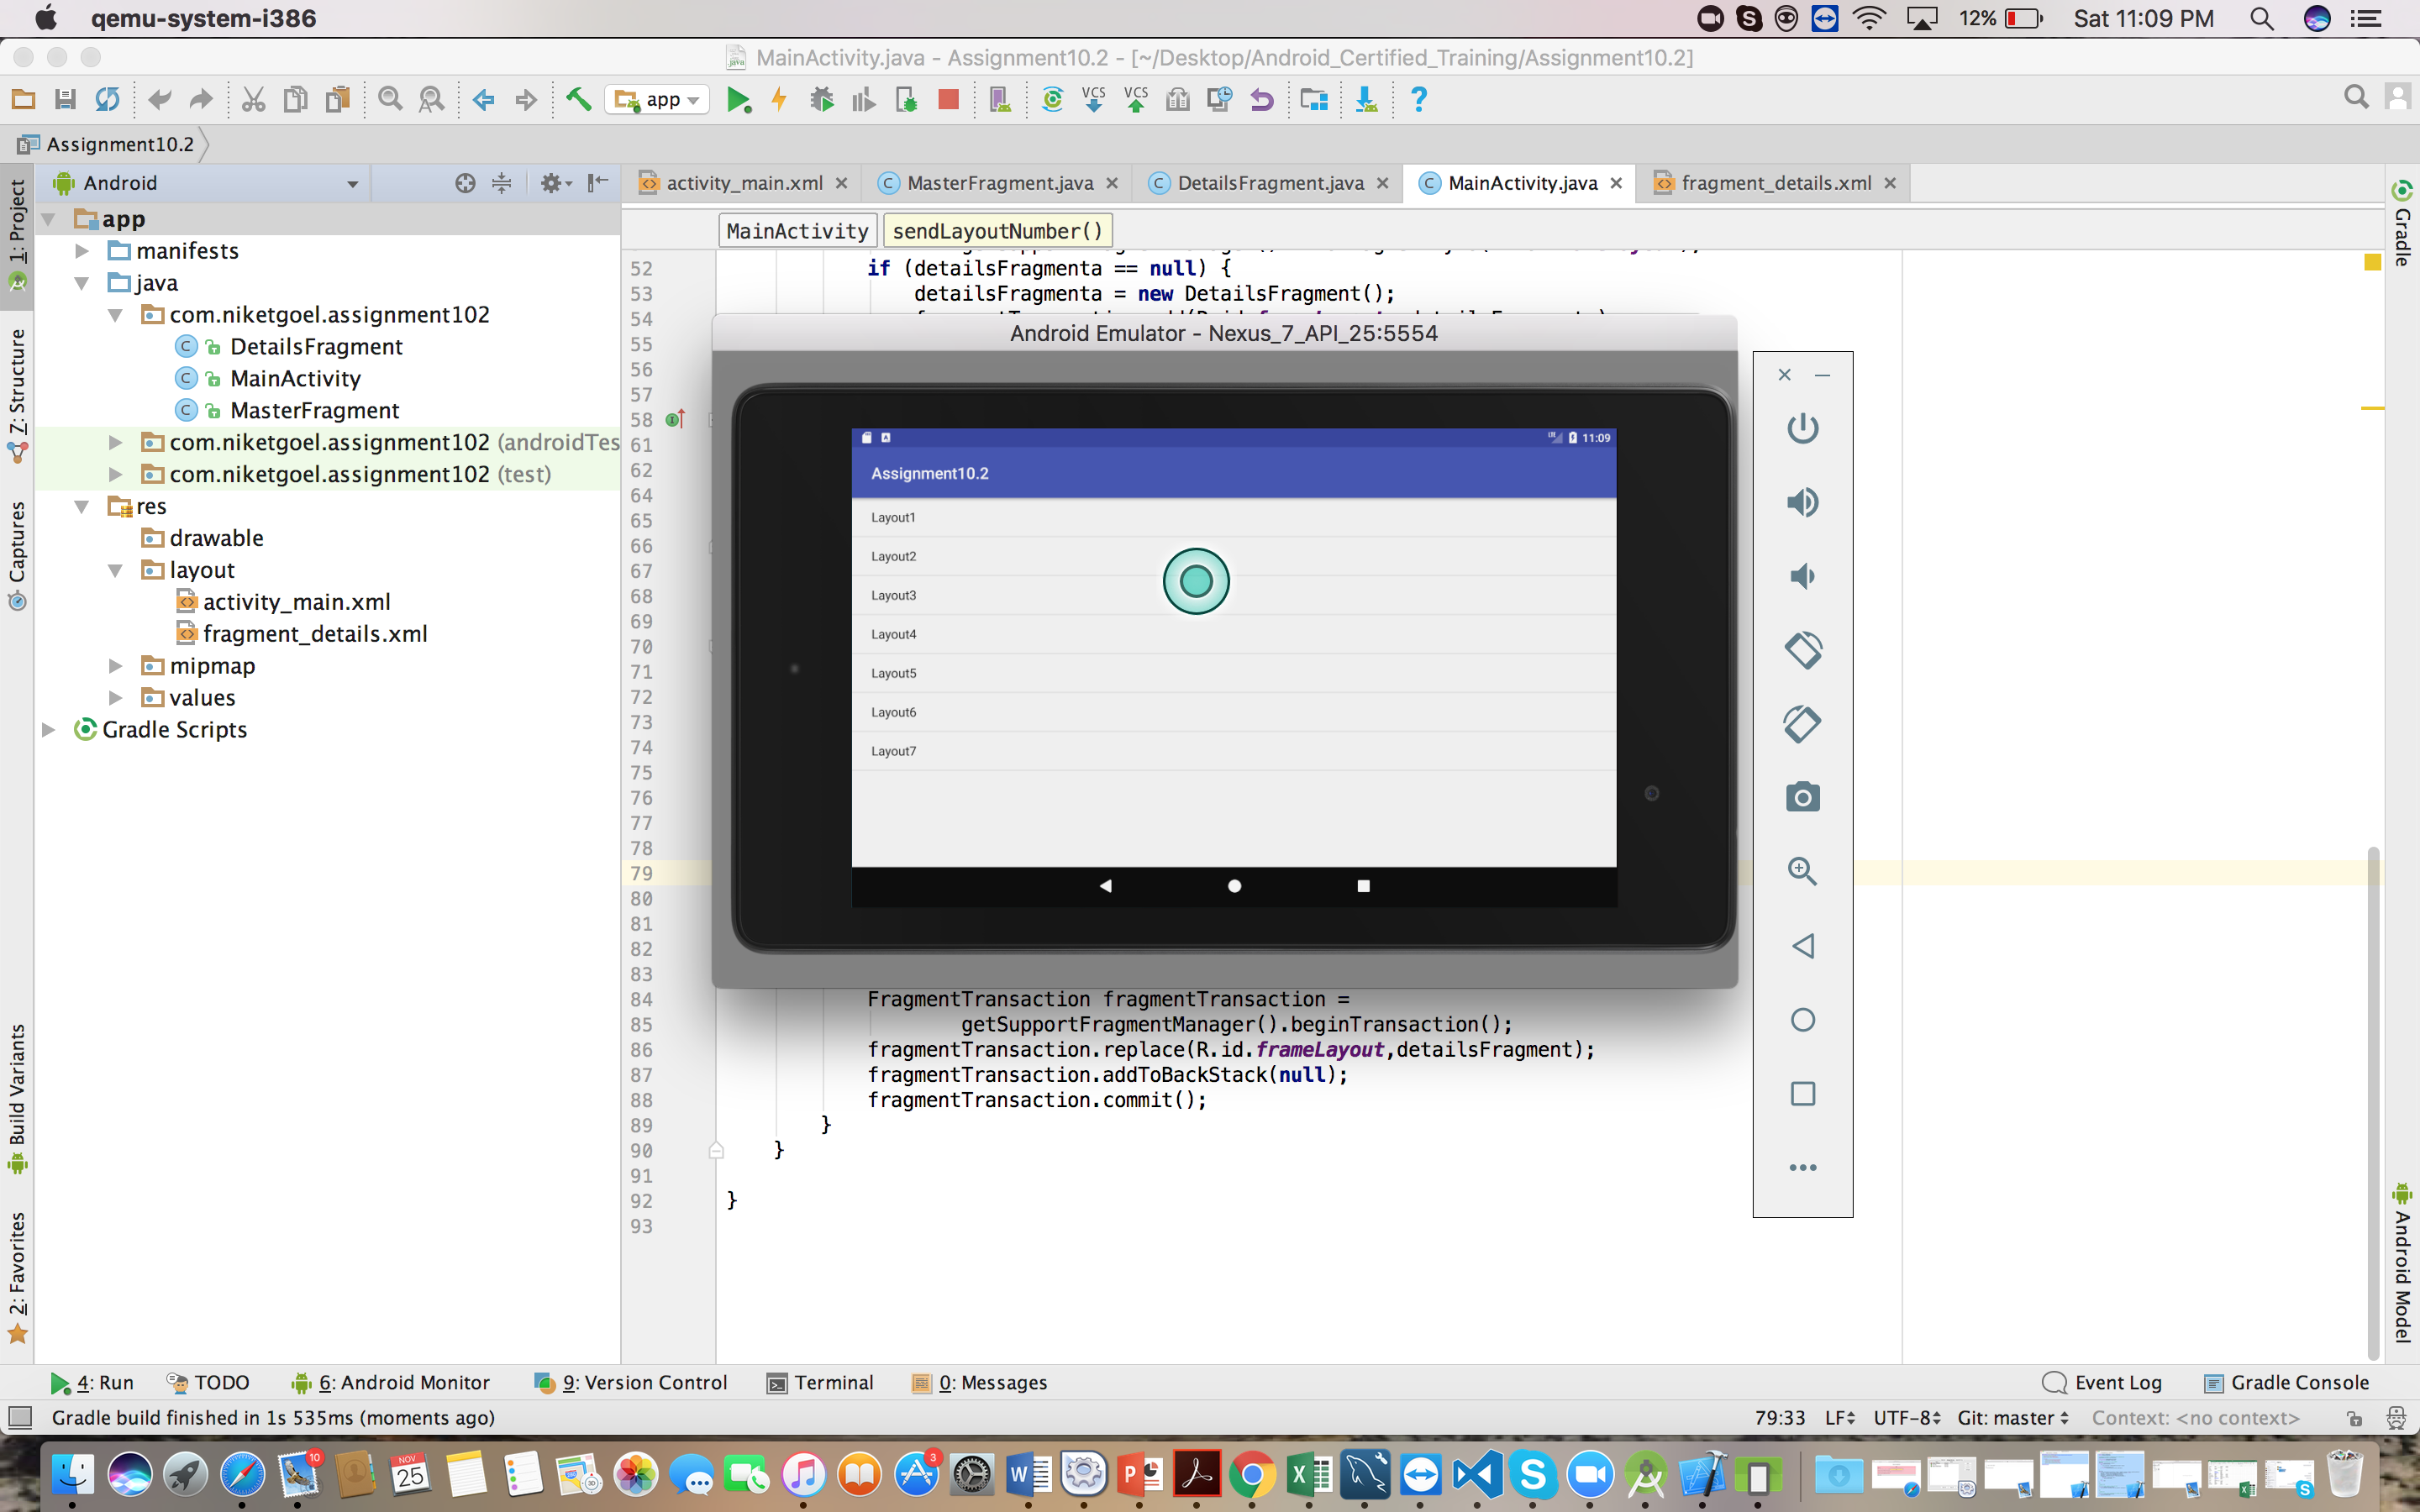 qemu-system-i386
12%
Sat 11:09 PM
MainActivity.java - Assignment10.2 - [~/Desktop/Android_Certified_Training/Assignment10.2]
app
VCS
VCS
?
Assignment10.2
Android
activity_main.xml
MasterFragment.java
DetailsFragment.java
MainActivity.java
fragment_details.xml
MainActivity
sendLayoutNumber()
1: Project
7: Structure
Captures
Build Variants
2: Favorites
app
manifests
java
com.niketgoel.assignment102
DetailsFragment
MainActivity
MasterFragment
com.niketgoel.assignment102 (androidTes
com.niketgoel.assignment102 (test)
res
drawable
layout
activity_main.xml
fragment_details.xml
mipmap
values
Gradle Scripts
52 if (detailsFragmenta == null) {
53 detailsFragmenta = new DetailsFragment();
54
55
56
57
58
61
62
64
65
66
67
68
69
70
71
72
73
74
75
76
77
78
79
80
81
82
83
84 FragmentTransaction fragmentTransaction =
85 getSupportFragmentManager().beginTransaction();
86 fragmentTransaction.replace(R.id.frameLayout,detailsFragment);
87 fragmentTransaction.addToBackStack(null);
88 fragmentTransaction.commit();
89 }
90 }
91
92 }
93
Android Emulator - Nexus_7_API_25:5554
11:09
Assignment10.2
Layout1
Layout2
Layout3
Layout4
Layout5
Layout6
Layout7
Gradle
Android Model
4: Run
TODO
6: Android Monitor
9: Version Control
Terminal
0: Messages
Event Log
Gradle Console
Gradle build finished in 1s 535ms (moments ago)
79:33
LF
UTF-8
Git: master
Context: <no context>
10
NOV
25
3